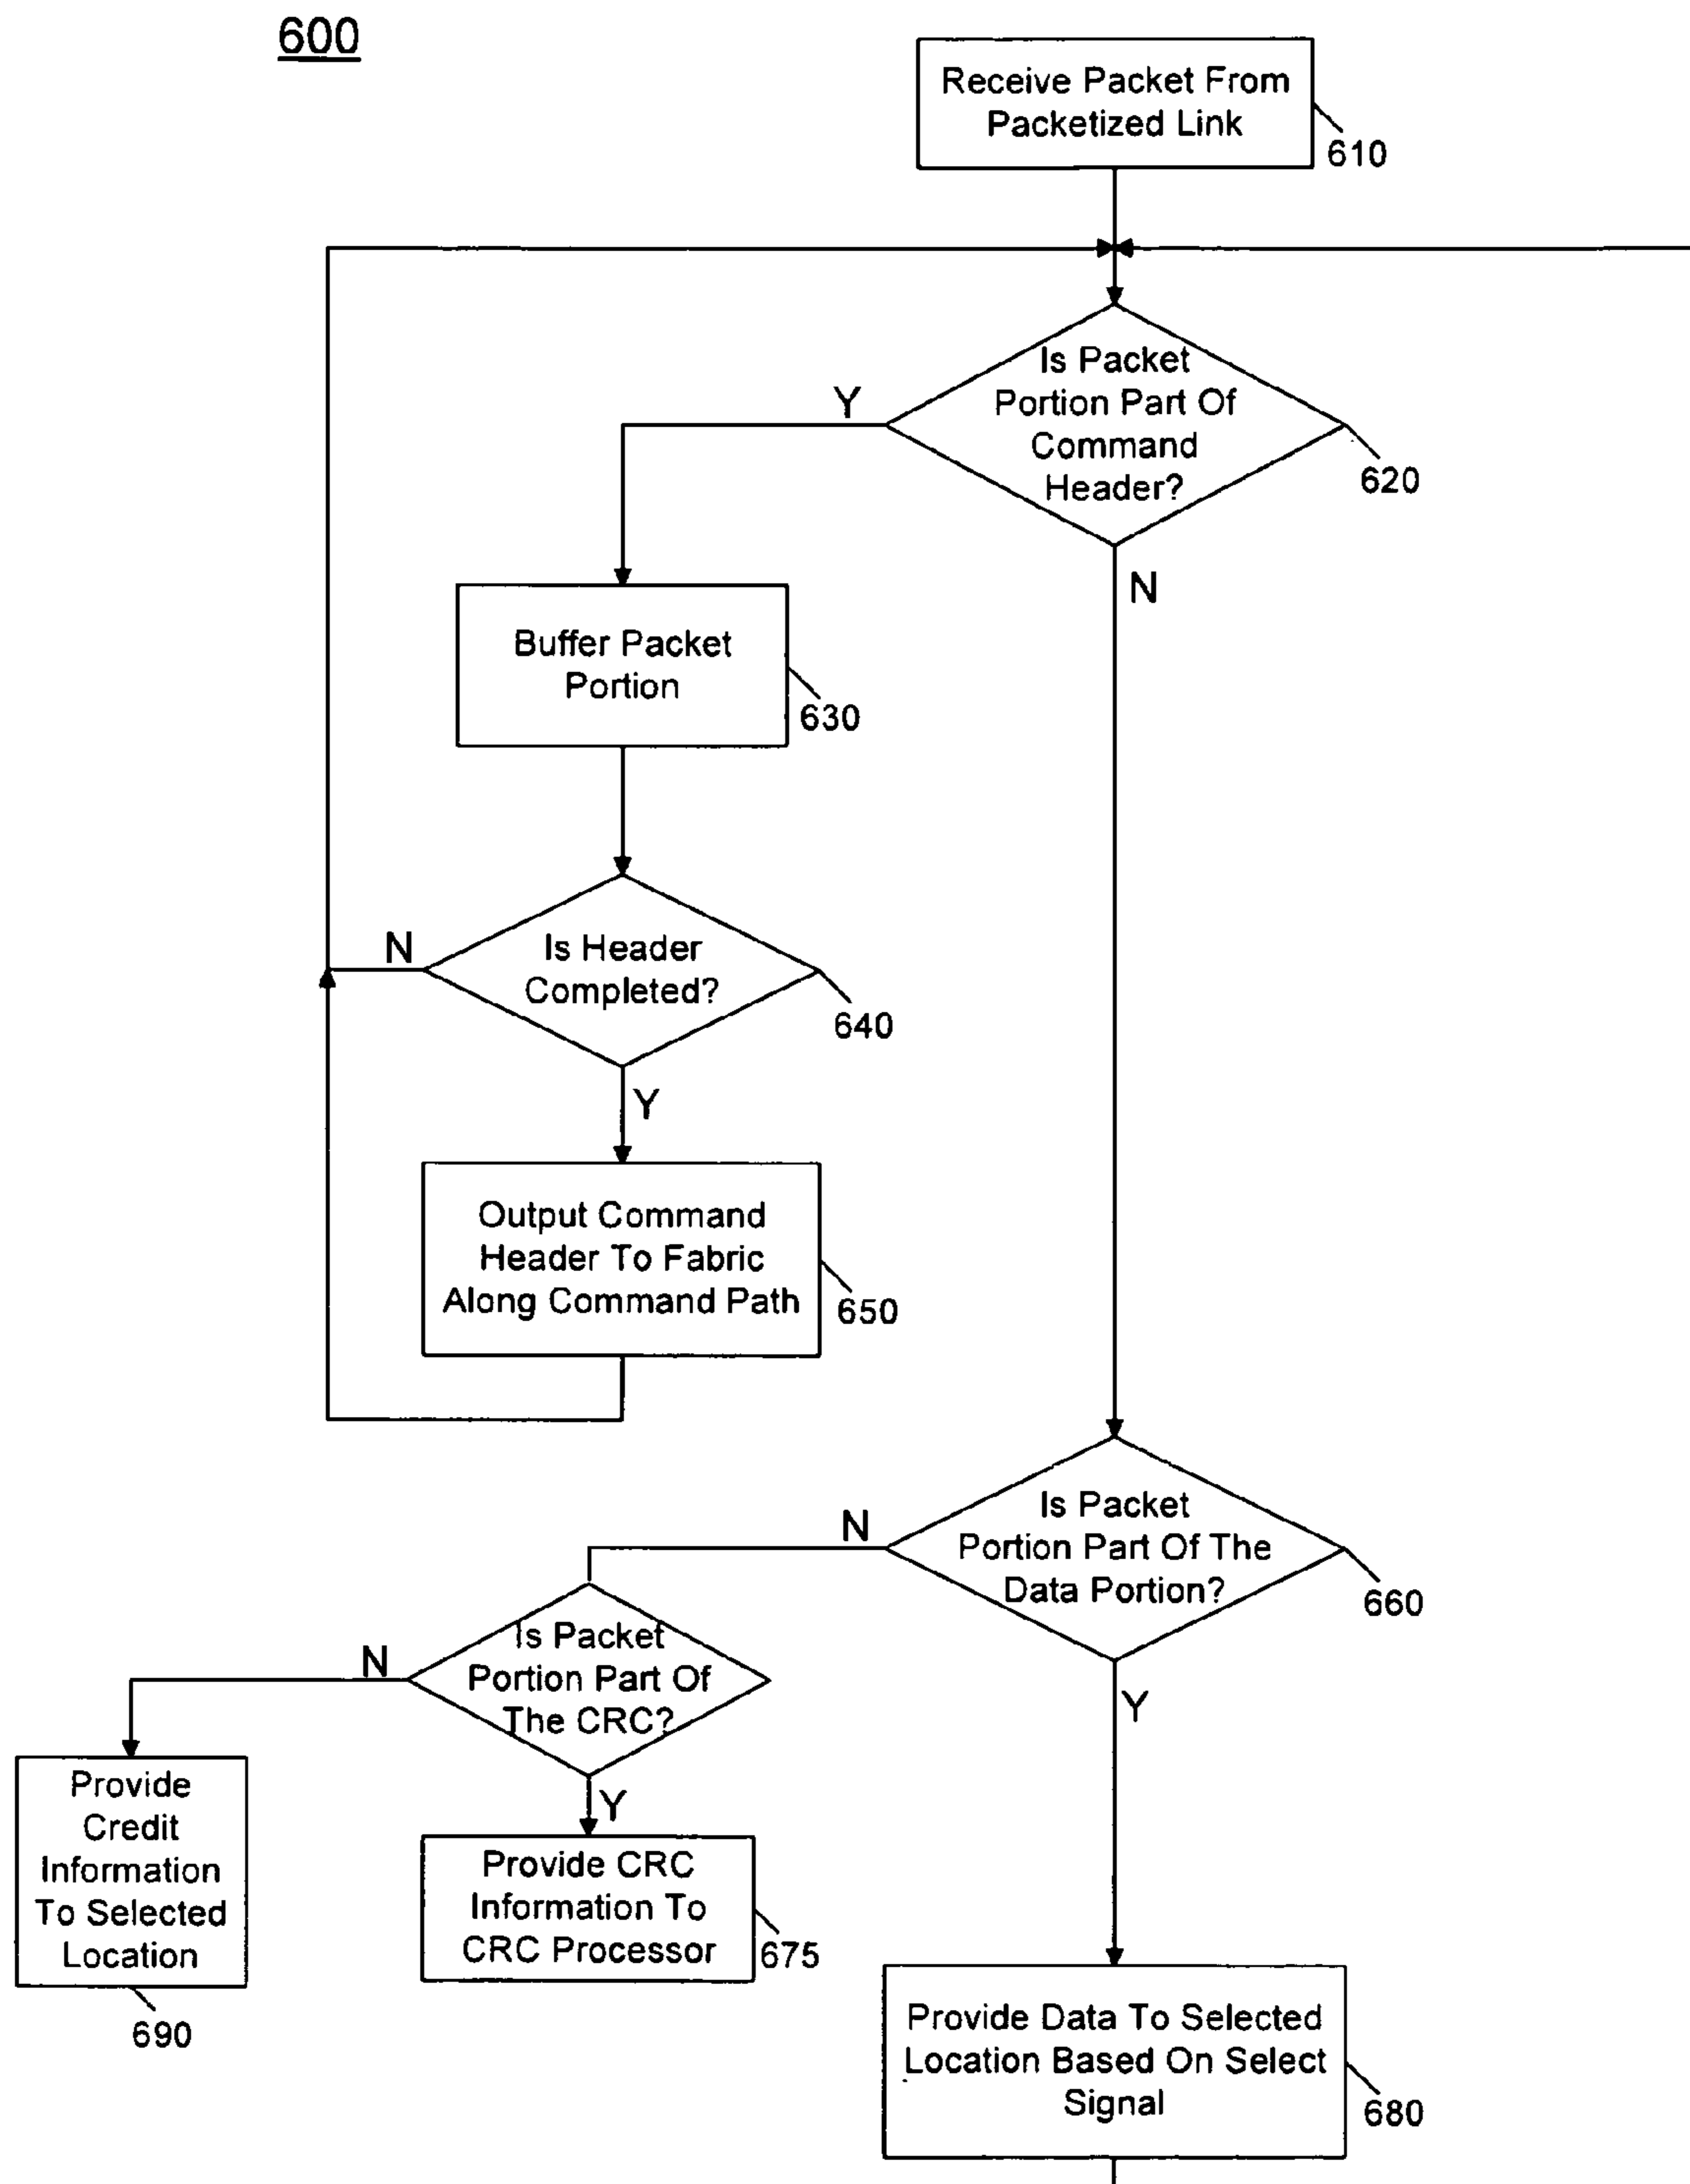 600
Receive Packet From
Packetized Link
610
Is Packet
Portion Part Of
Command
Header?
620
Y
N
Buffer Packet
Portion
630
Is Header
Completed?
640
N
Y
Output Command
Header To Fabric
Along Command Path
650
Is Packet
Portion Part Of The
Data Portion?
660
N
Y
Is Packet
Portion Part Of
The CRC?
N
Y
Provide
Credit
Information
To Selected
Location
690
Provide CRC
Information To
CRC Processor
675
Provide Data To Selected
Location Based On Select
Signal
680